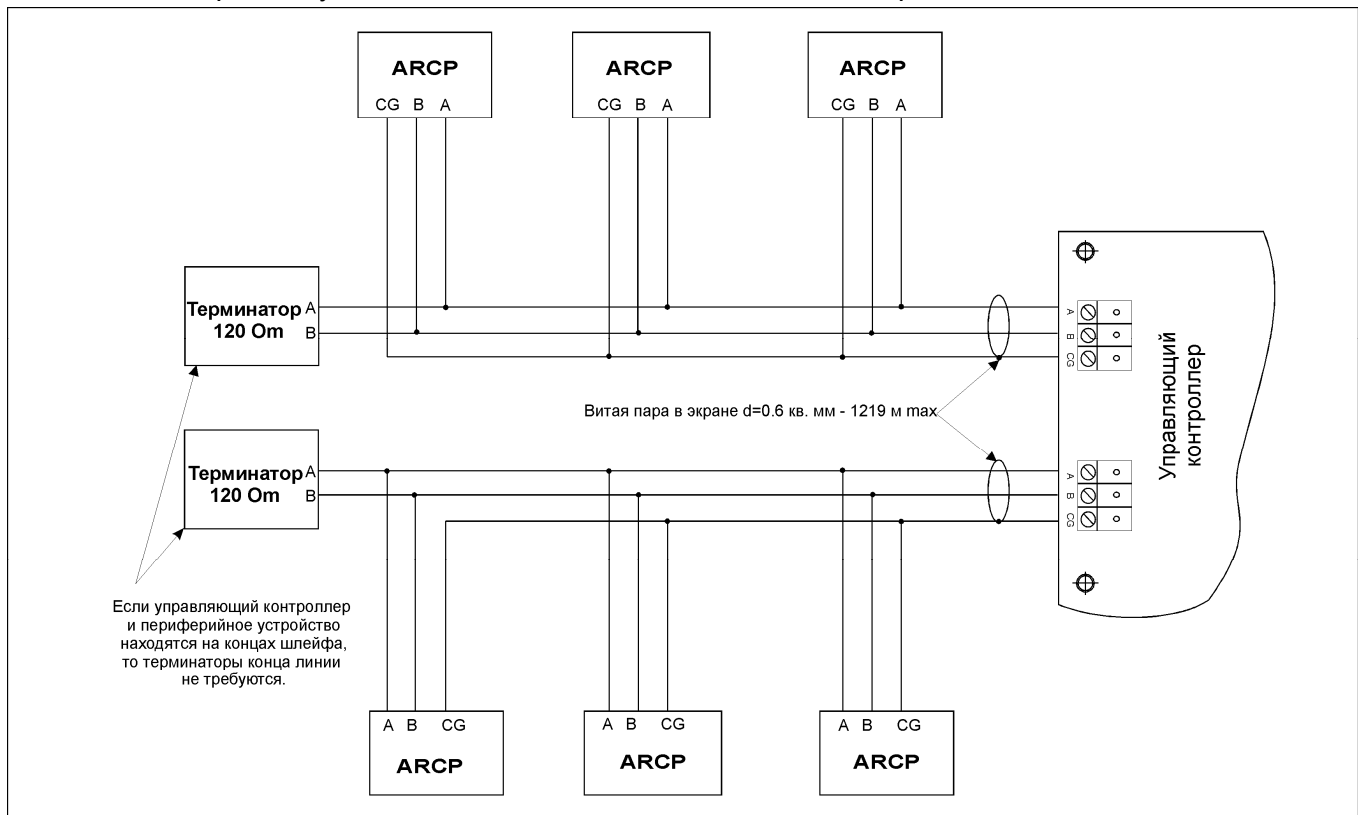 ARCP
ARCP
ARCP
CG B A
CG B A
CG B A
Терминатор A
120 Om B
A
B
CG
Управляющий
контроллер
Витая пара в экране d=0.6 кв. мм - 1219 м max
Терминатор A
120 Om B
A
B
CG
Если управляющий контроллер
и периферийное устройство
находятся на концах шлейфа,
то терминаторы конца линии
не требуются.
A B CG
A B CG
A B CG
ARCP
ARCP
ARCP